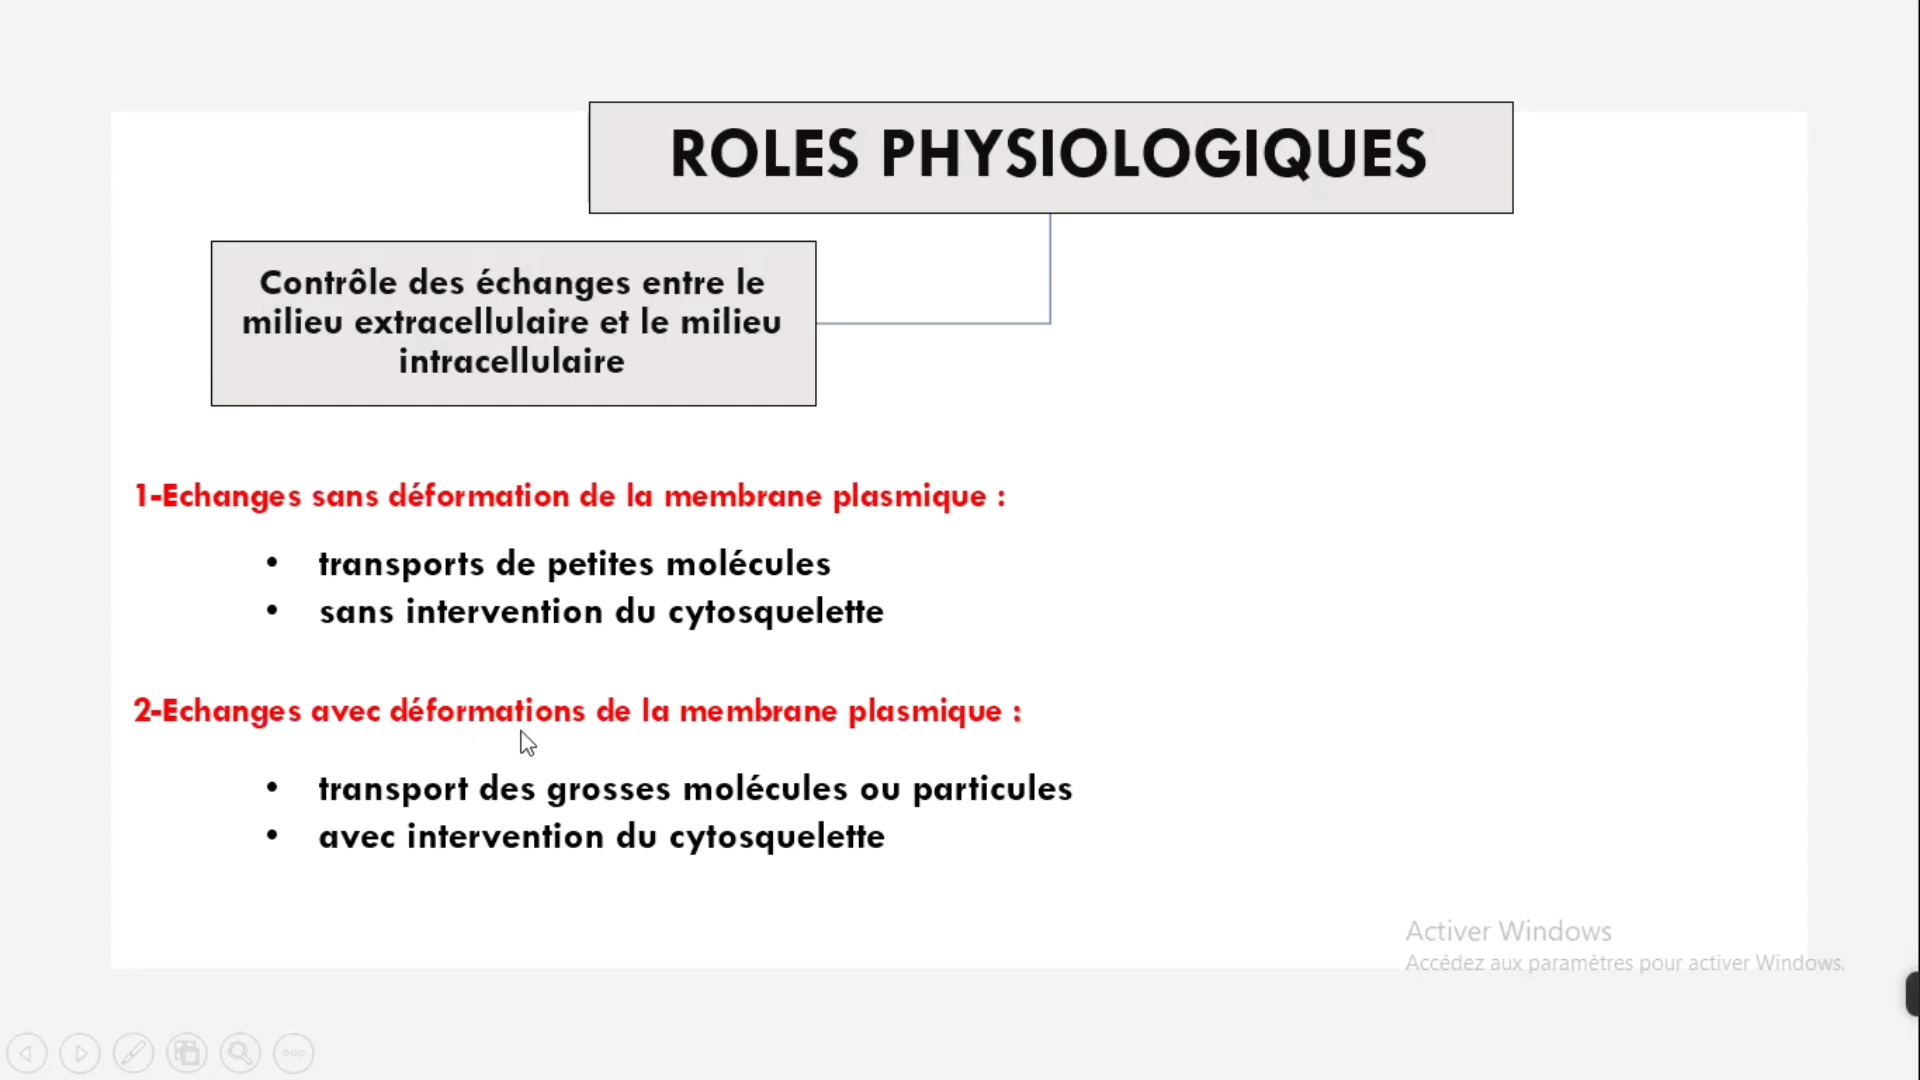 ROLES PHYSIOLOGIQUES
Contrôle des échanges entre le
milieu extracellulaire et le milieu
intracellulaire
1-Echanges sans déformation de la membrane plasmique :
• transports de petites molécules
• sans intervention du cytosquelette
2-Echanges avec déformations de la membrane plasmique :
• transport des grosses molécules ou particules
• avec intervention du cytosquelette
Activer Windows
Accédez aux paramètres pour activer Windows.